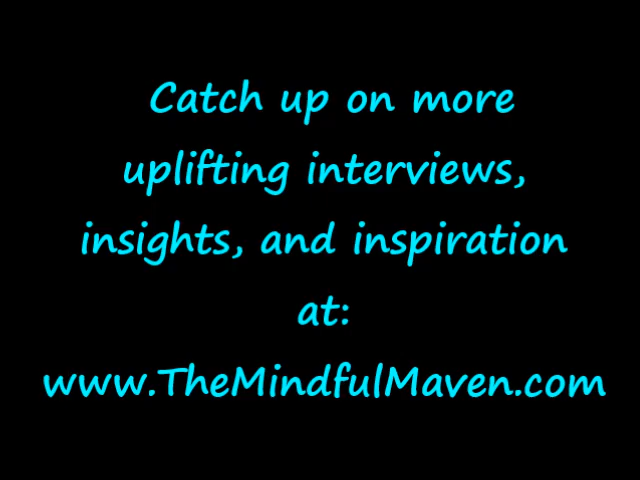 Catch up on more
uplifting interviews,
insights, and inspiration
at:
www.TheMindfulMaven.com